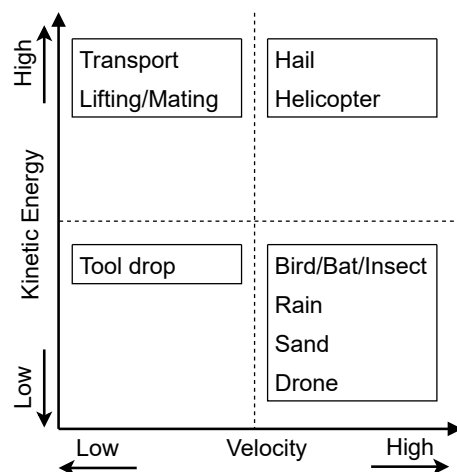 High
Kinetic Energy
Low
Transport
Lifting/Mating
Hail
Helicopter
Tool drop
Bird/Bat/Insect
Rain
Sand
Drone
Low
Velocity
High